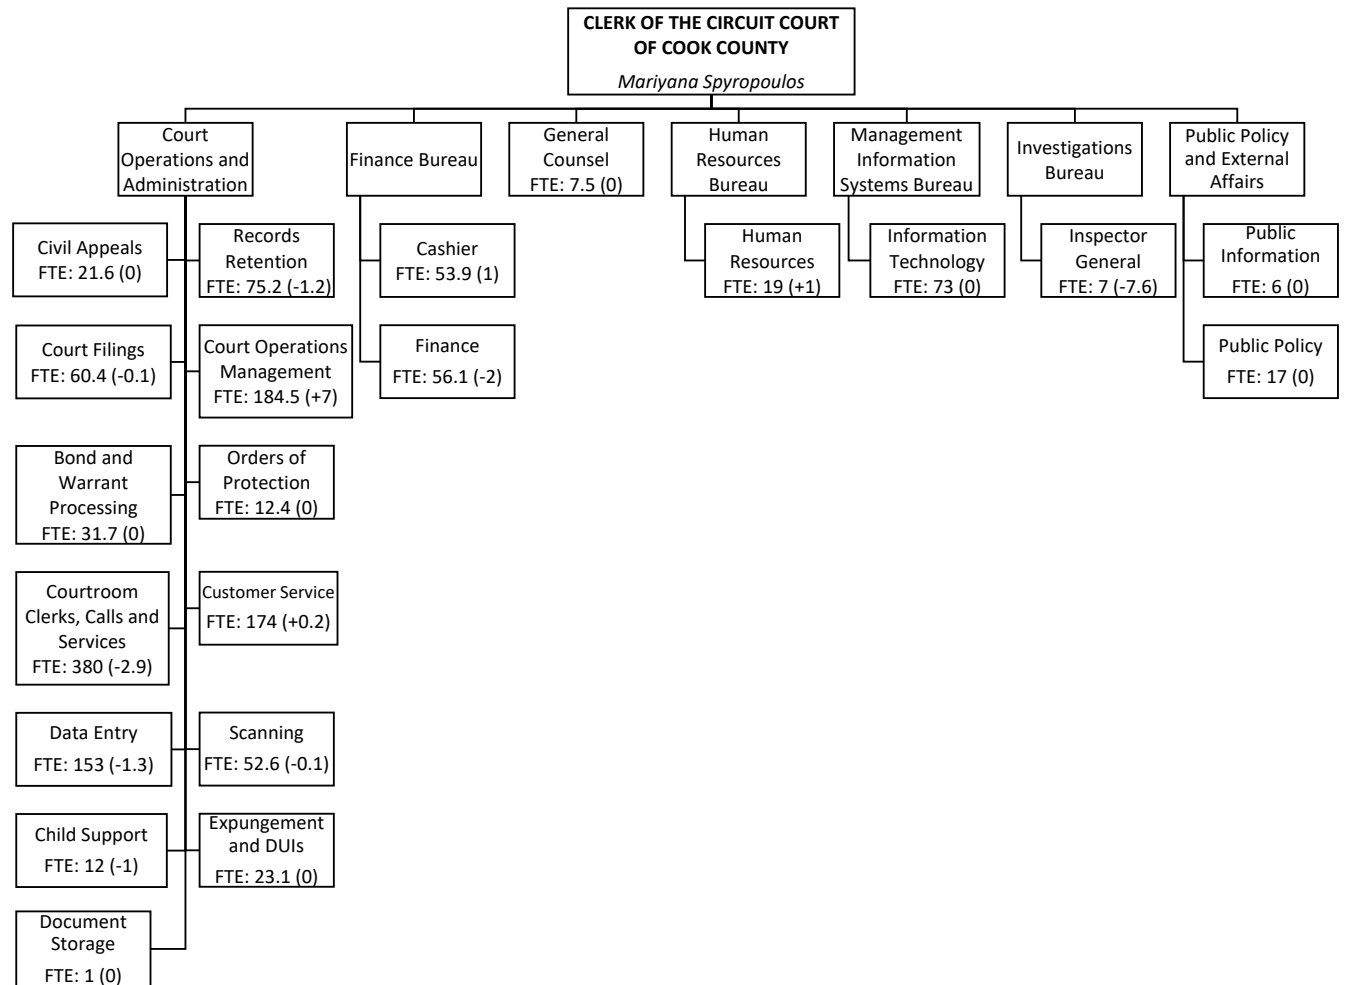 CLERK OF THE CIRCUIT COURT
OF COOK COUNTY
Mariyana Spyropoulos
Court
Operations and
Administration
Finance Bureau
General
Counsel
FTE: 7.5 (0)
Human
Resources
Bureau
Management
Information
Systems Bureau
Investigations
Bureau
Public Policy
and External
Affairs
Civil Appeals
FTE: 21.6 (0)
Records
Retention
FTE: 75.2 (-1.2)
Cashier
FTE: 53.9 (1)
Human
Resources
FTE: 19 (+1)
Information
Technology
FTE: 73 (0)
Inspector
General
FTE: 7 (-7.6)
Public
Information
FTE: 6 (0)
Court Filings
FTE: 60.4 (-0.1)
Court Operations
Management
FTE: 184.5 (+7)
Finance
FTE: 56.1 (-2)
Public Policy
FTE: 17 (0)
Bond and
Warrant
Processing
FTE: 31.7 (0)
Orders of
Protection
FTE: 12.4 (0)
Courtroom
Clerks, Calls and
Services
FTE: 380 (-2.9)
Customer Service
FTE: 174 (+0.2)
Data Entry
FTE: 153 (-1.3)
Scanning
FTE: 52.6 (-0.1)
Child Support
FTE: 12 (-1)
Expungement
and DUIs
FTE: 23.1 (0)
Document
Storage
FTE: 1 (0)